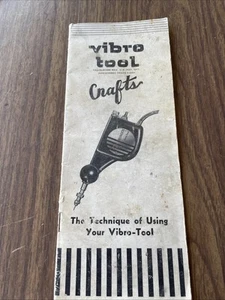 vibro
tool
Crafts
The Technique of Using
Your Vibro-Tool